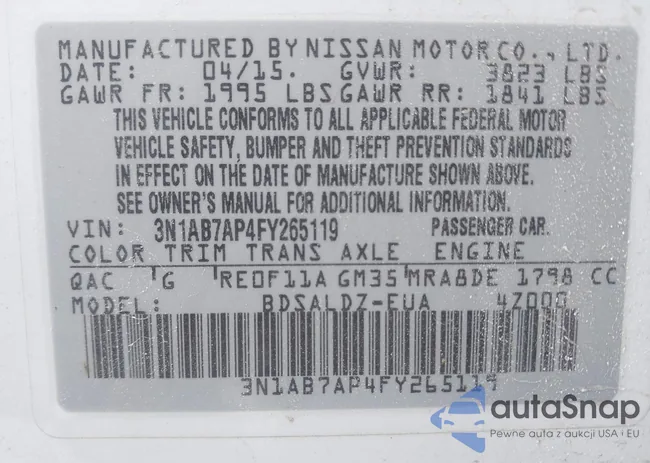 MANUFACTURED BY NISSAN MOTOR CO., LTD.
DATE: 04/15. GVWR: 3823 LBS
GAWR FR: 1995 LBS GAWR RR: 1841 LBS
THIS VEHICLE CONFORMS TO ALL APPLICABLE FEDERAL MOTOR
VEHICLE SAFETY, BUMPER AND THEFT PREVENTION STANDARDS
IN EFFECT ON THE DATE OF MANUFACTURE SHOWN ABOVE.
SEE OWNER'S MANUAL FOR ADDITIONAL INFORMATION.
VIN: 3N1AB7AP4FY265119 PASSENGER CAR.
COLOR TRIM TRANS AXLE ENGINE
QAC G RE0F11A GM35 MRA8DE 1798 CC
MODEL: BDSALDZ-EUA 4Z000
3N1AB7AP4FY265119
autaSnap
Pewne auta z aukcji USA i EU